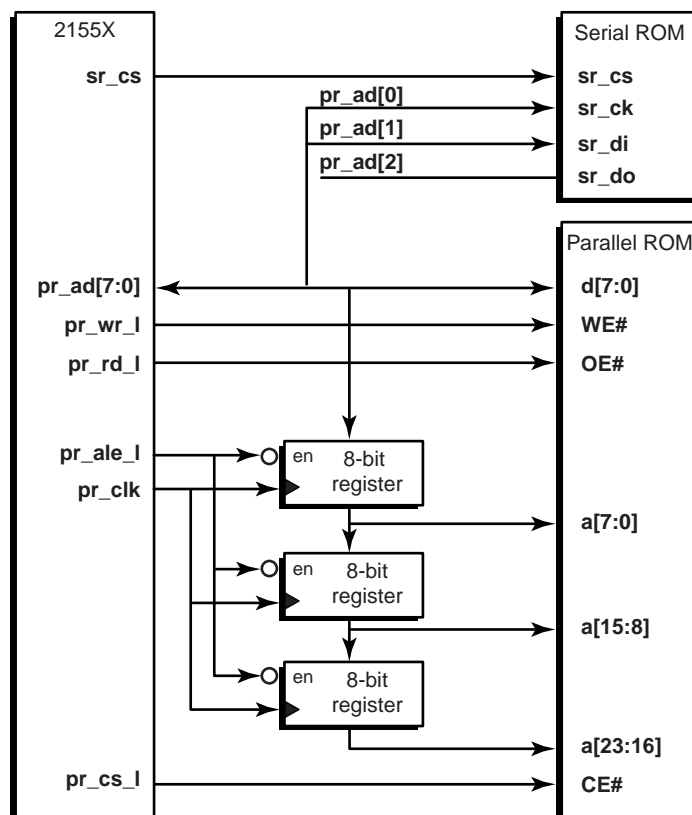 2155X
Serial ROM
sr_cs
sr_cs
pr_ad[0]
sr_ck
pr_ad[1]
sr_di
pr_ad[2]
sr_do
Parallel ROM
pr_ad[7:0]
d[7:0]
pr_wr_l
WE#
pr_rd_l
OE#
pr_ale_l
en
8-bit
register
pr_clk
a[7:0]
en
8-bit
register
a[15:8]
en
8-bit
register
a[23:16]
pr_cs_l
CE#